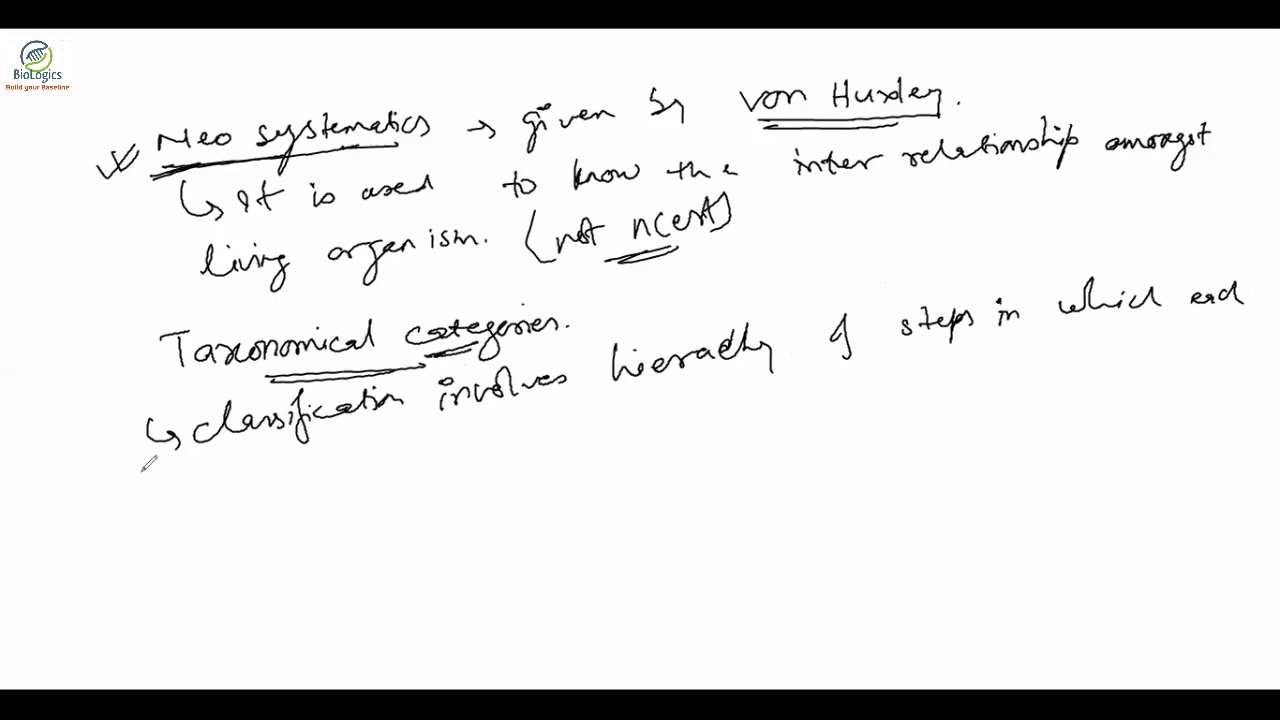 BioLogics
Build your Baseline
Neo systematics → given by von Huxley.
↳ It is used to know the inter relationship amongst
living organism. (not ncert)
Taxonomical categories.
↳ classification involves hierarchy of steps in which each